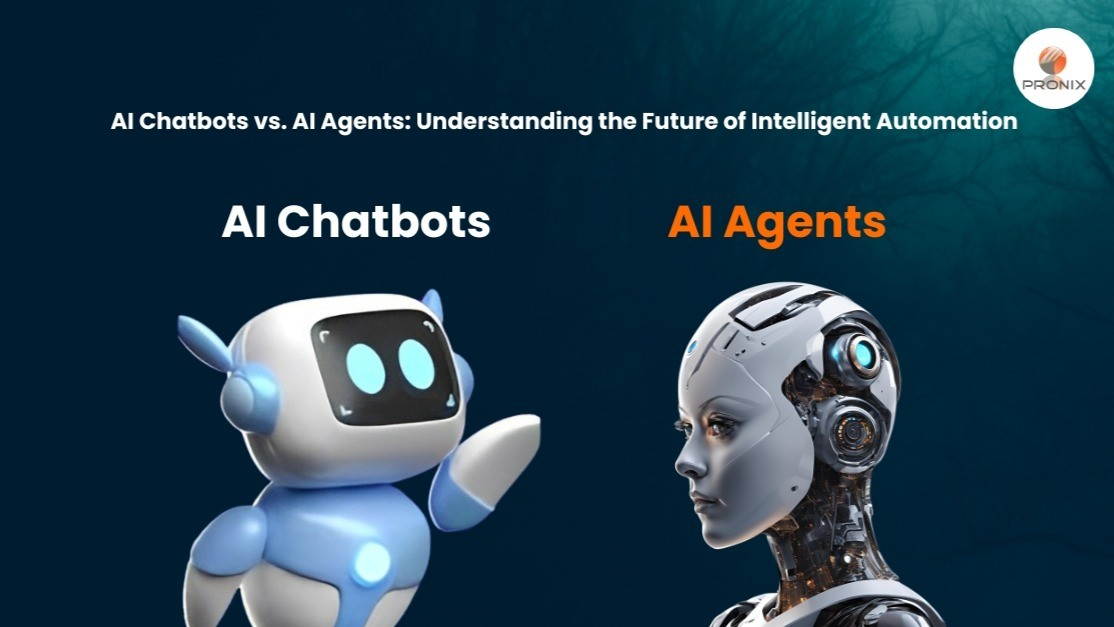 PRONIX
AI Chatbots vs. AI Agents: Understanding the Future of Intelligent Automation
AI Chatbots
AI Agents